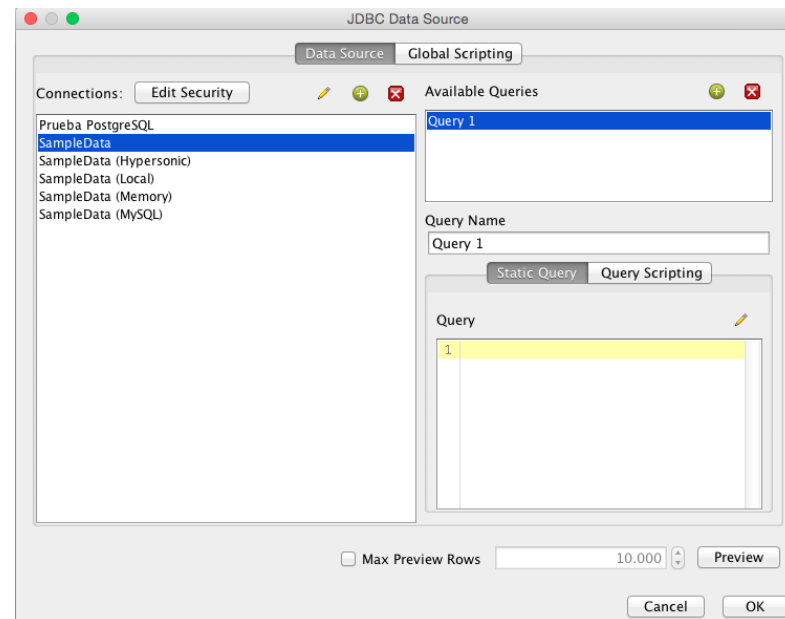 JDBC Data Source
Data Source Global Scripting
Connections: Edit Security
Prueba PostgreSQL
SampleData
SampleData (Hypersonic)
SampleData (Local)
SampleData (Memory)
SampleData (MySQL)
Available Queries
Query 1
Query Name
Query 1
Static Query Query Scripting
Query
1
Max Preview Rows 10.000 Preview
Cancel OK